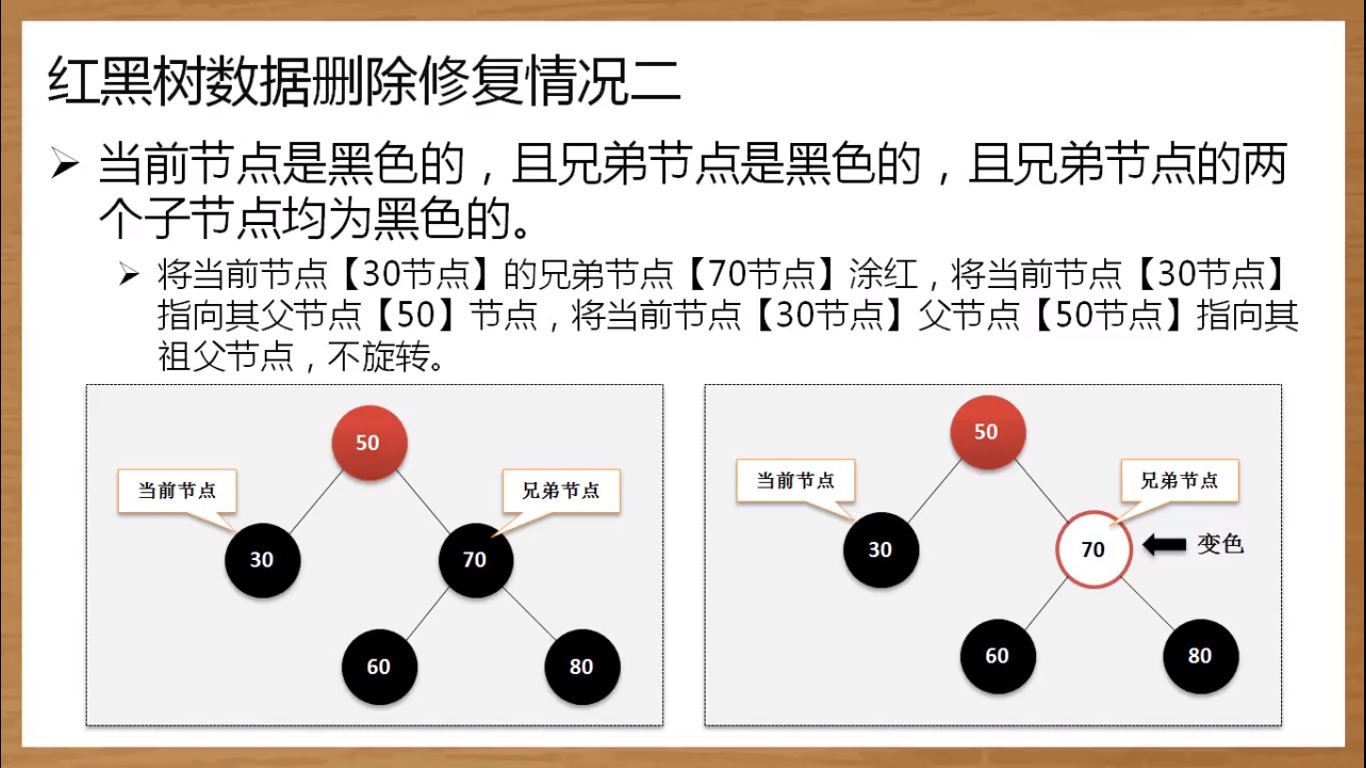 红黑树数据删除修复情况二
当前节点是黑色的，且兄弟节点是黑色的，且兄弟节点的两
个子节点均为黑色的。
将当前节点【30节点】的兄弟节点【70节点】涂红，将当前节点【30节点】
指向其父节点【50】节点，将当前节点【30节点】父节点【50节点】指向其
祖父节点，不旋转。
50
当前节点
兄弟节点
30
70
60
80
50
当前节点
兄弟节点
30
70
变色
60
80